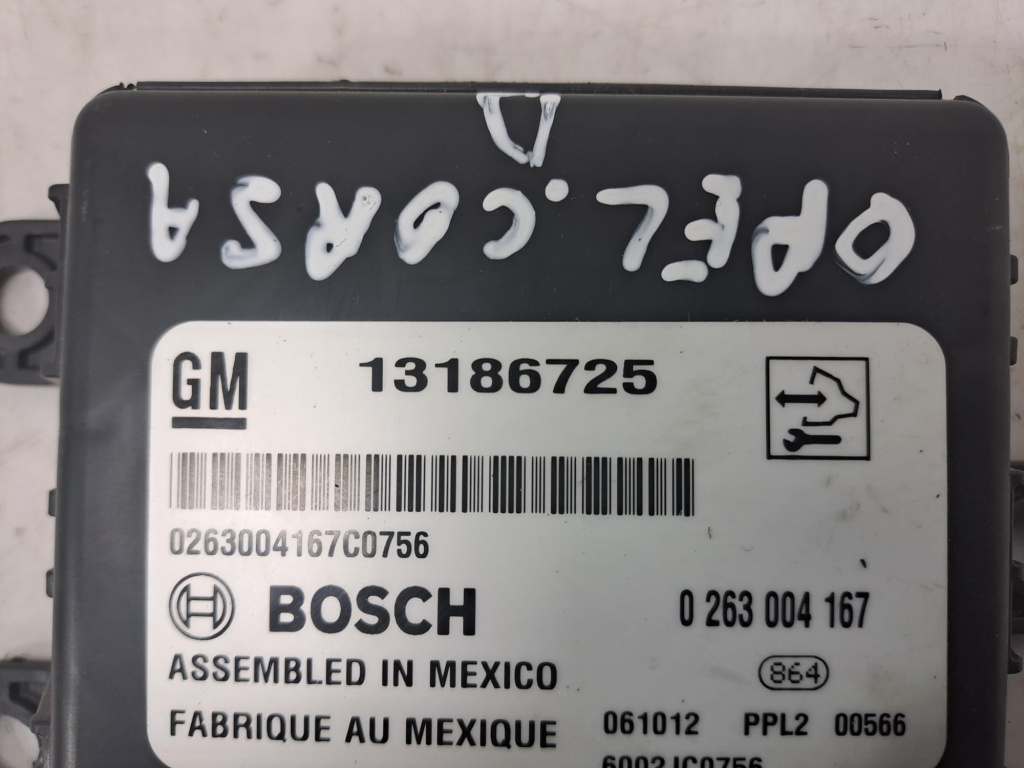 OPEL. CORSA
D
GM 13186725
0263004167C0756
BOSCH 0 263 004 167
ASSEMBLED IN MEXICO 864
FABRIQUE AU MEXIQUE 061012 PPL2 00566
6002JC0756